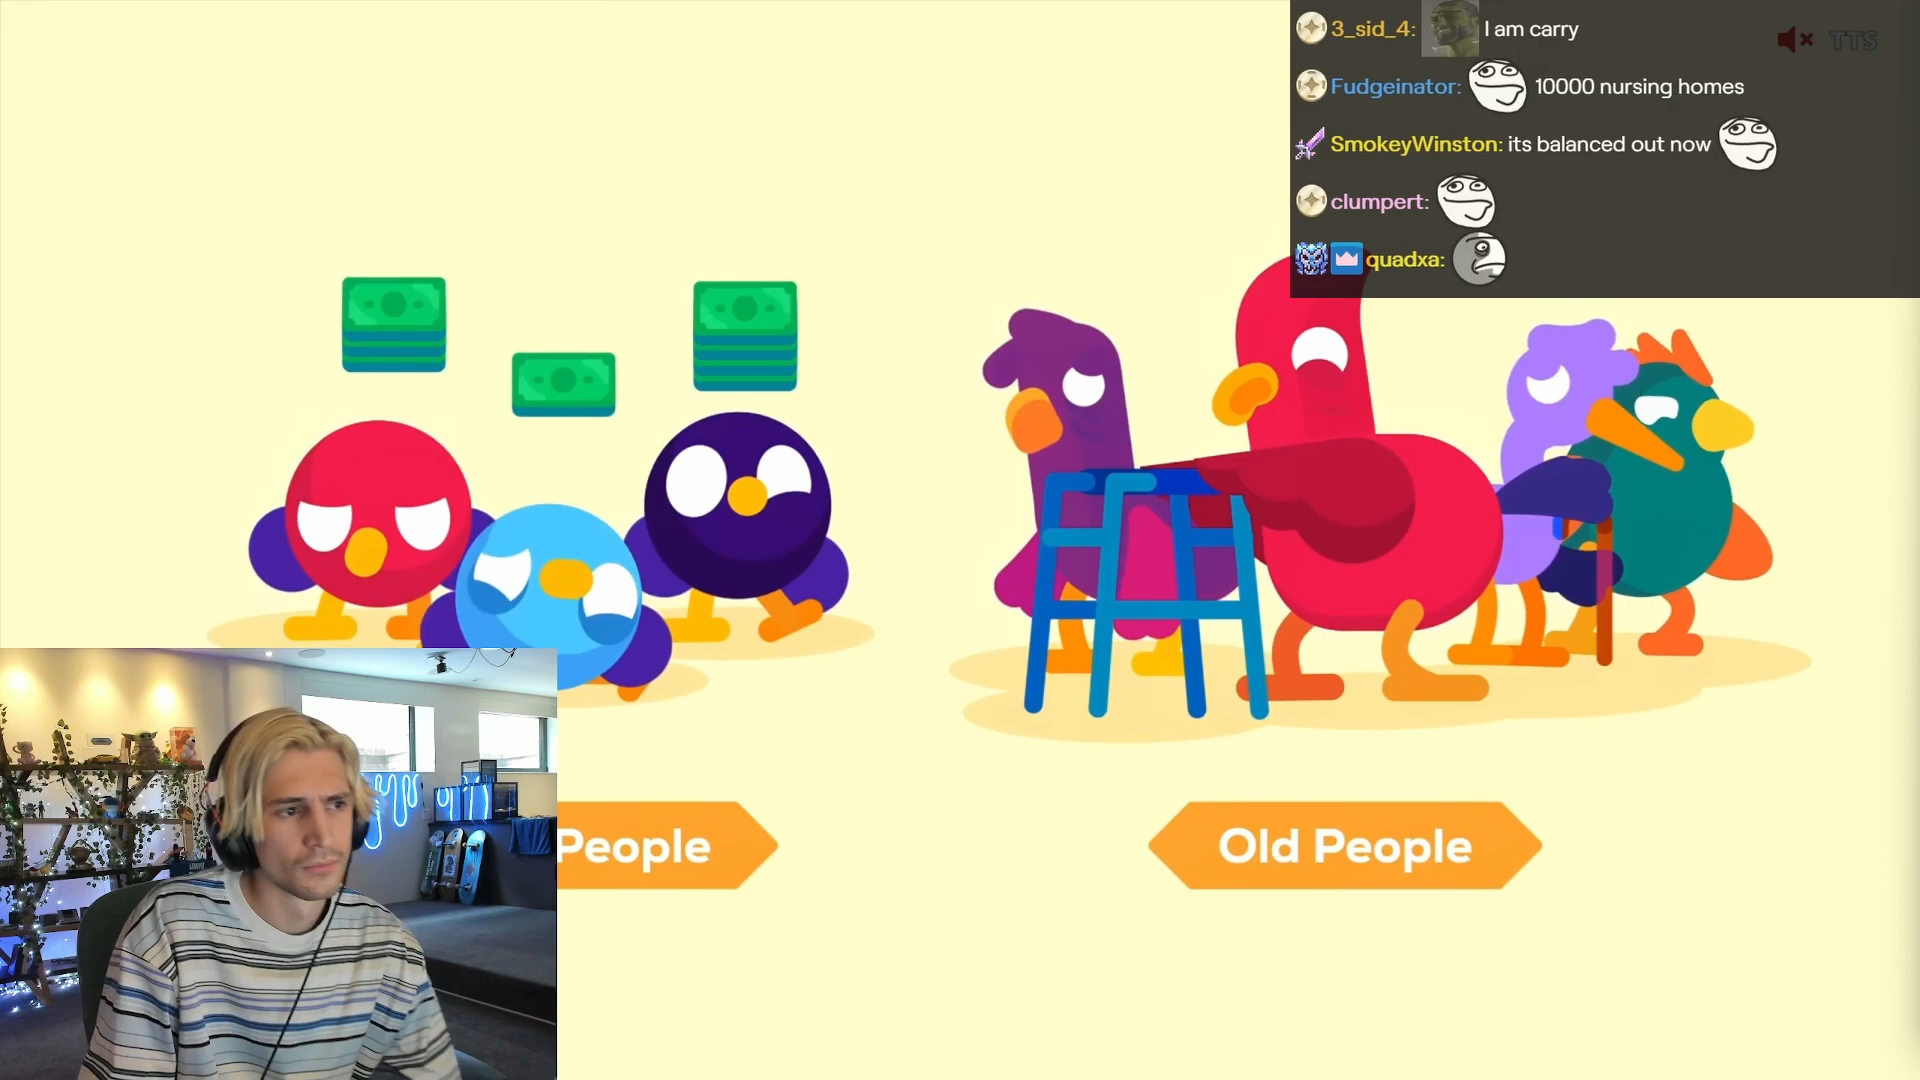 3_sid_4: I am carry
TTS
Fudgeinator: 10000 nursing homes
SmokeyWinston: its balanced out now
clumpert:
quadxa:
People
Old People